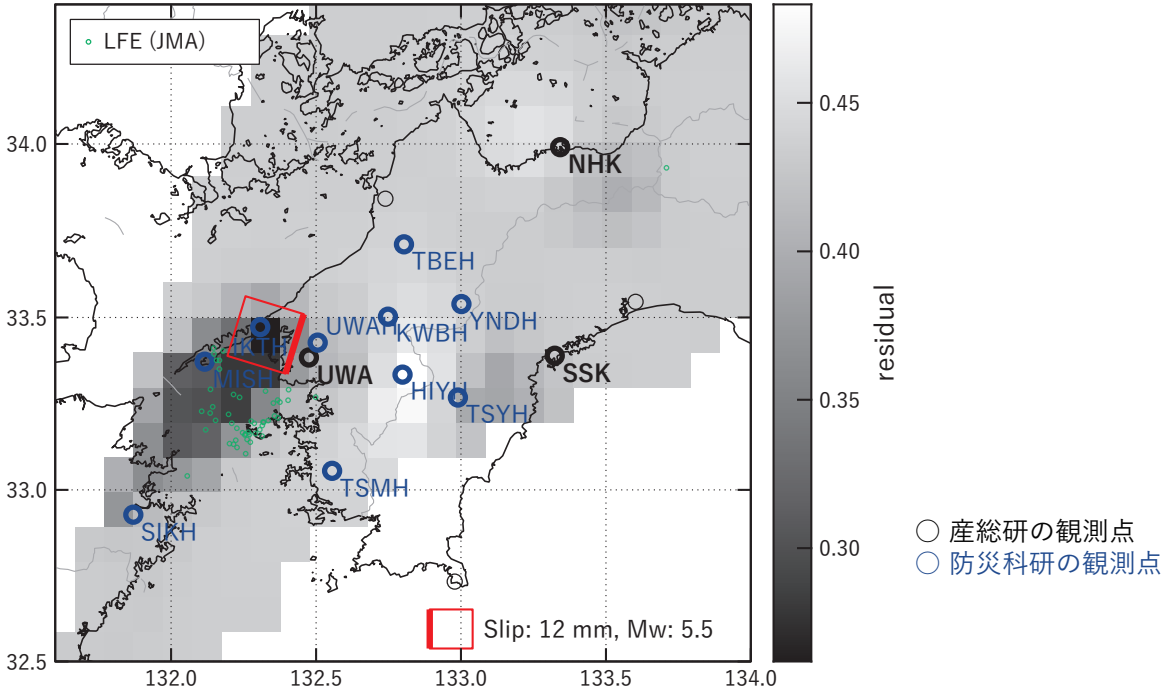 LFE (JMA)
34.0
33.5
33.0
32.5
132.0
132.5
133.0
133.5
134.0
NHK
TBEH
YNDH
UWAH
KWBH
IKTH
MISH
UWA
SSK
HIYH
TSYH
TSMH
SIKH
Slip: 12 mm, Mw: 5.5
0.45
0.40
0.35
0.30
residual
産総研の観測点
防災科研の観測点